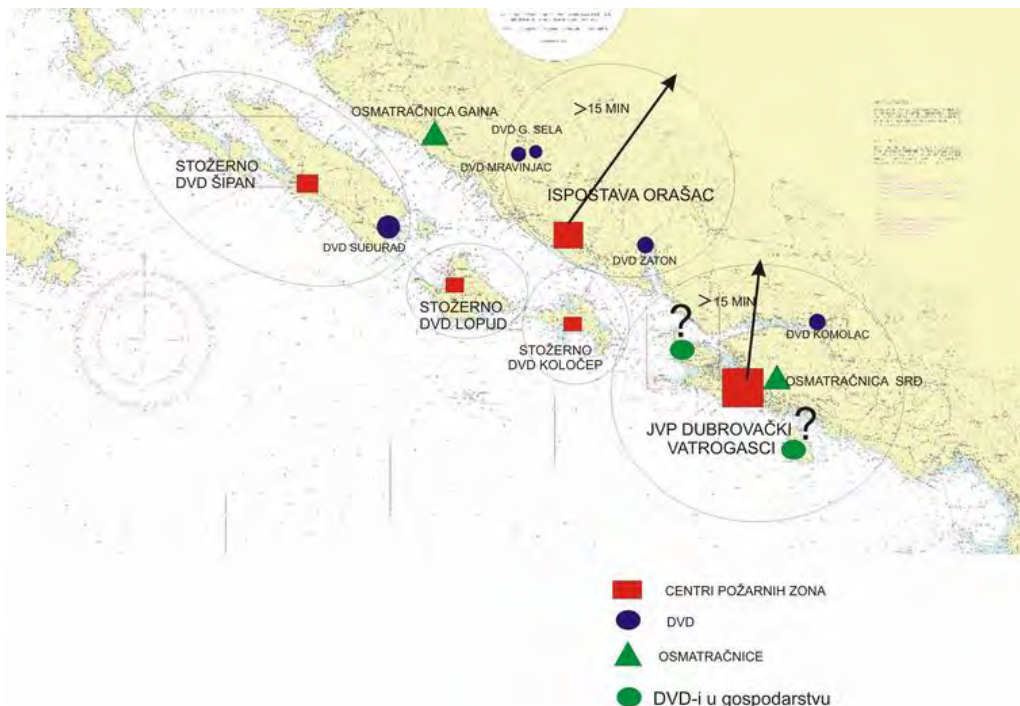 OSMATRAČNICA GAINA
>15 MIN
DVD G. SELA
DVD MRAVINJAC
STOŽERNO
DVD ŠIPAN
ISPOSTAVA ORAŠAC
DVD SUĐURAĐ
DVD ZATON
STOŽERNO
DVD LOPUD
>15 MIN
?
DVD KOMOLAC
STOŽERNO
DVD KOLOČEP
OSMATRAČNICA SRĐ
?
JVP DUBROVAČKI
VATROGASCI
CENTRI POŽARNIH ZONA
DVD
OSMATRAČNICE
DVD-i u gospodarstvu